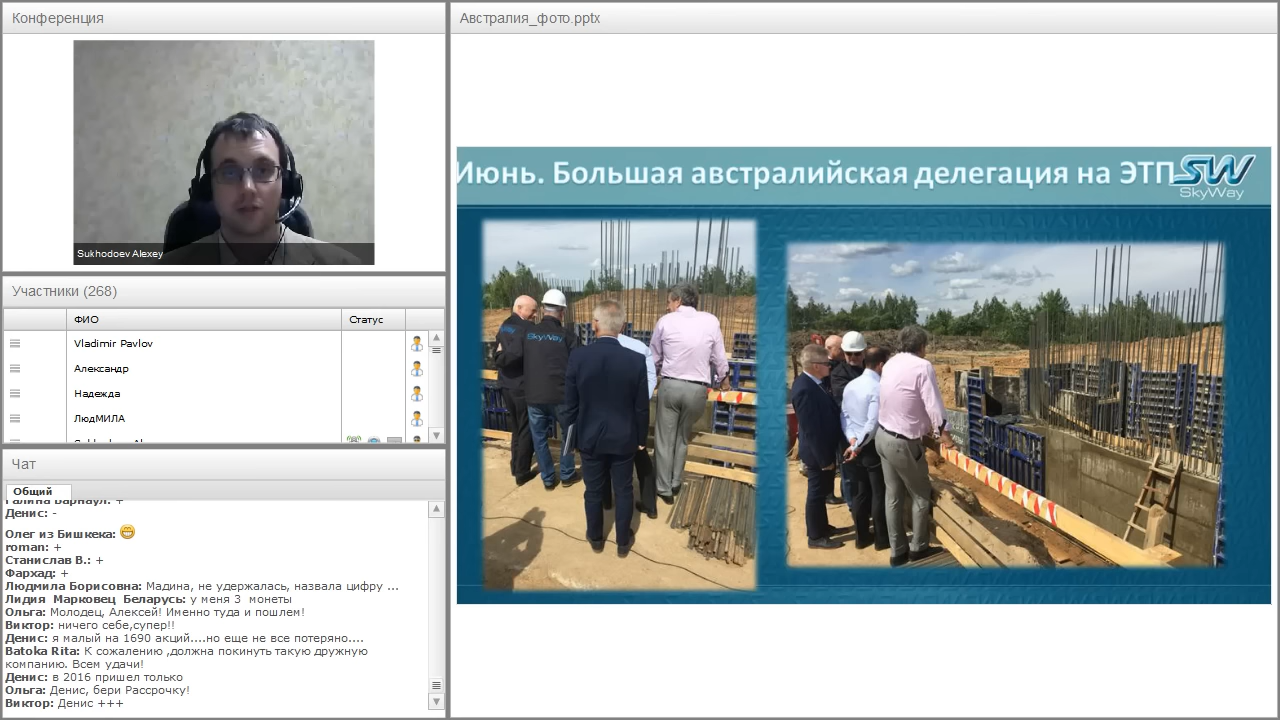 Конференция
Sukhodoev Alexey
Участники (268)
ФИО
Статус
Vladimir Pavlov
Александр
Надежда
ЛюдМИЛА
Чат
Общий
Галина Барнаул: +
Денис: -
Олег из Бишкека:
roman: +
Станислав В.: +
Фархад: +
Людмила Борисовна: Мадина, не удержалась, назвала цифру ...
Лидия Марковец Беларусь: у меня 3 монеты
Ольга: Молодец, Алексей! Именно туда и пошлем!
Виктор: ничего себе,супер!!
Денис: я малый на 1690 акций....но еще не все потеряно....
Batoka Rita: К сожалению ,должна покинуть такую дружную
компанию. Всем удачи!
Денис: в 2016 пришел только
Ольга: Денис, бери Рассрочку!
Виктор: Денис +++
Австралия_фото.pptx
Июнь. Большая австралийская делегация на ЭТП
SW
SkyWay
SkyWay